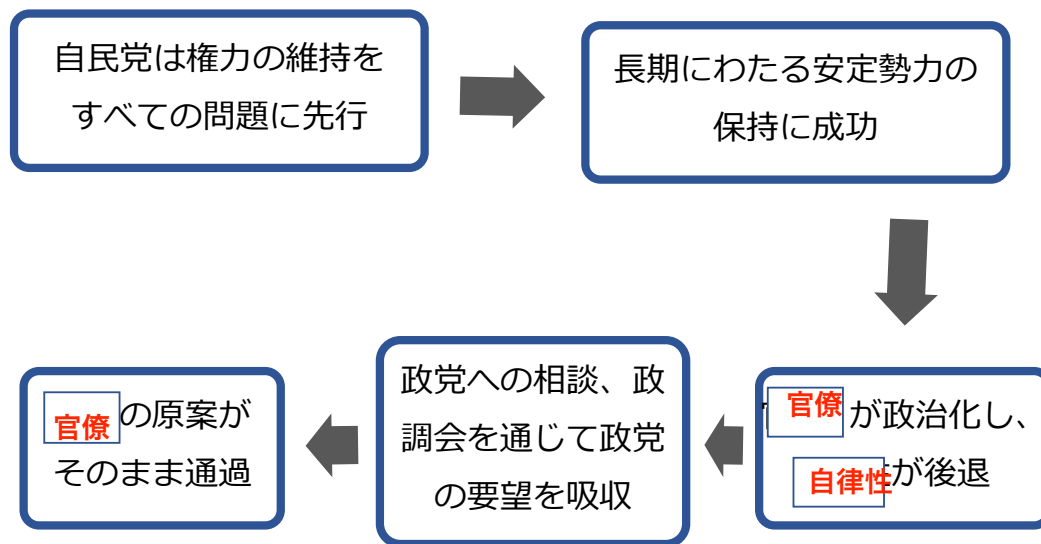 自民党は権力の維持を
すべての問題に先行
長期にわたる安定勢力の
保持に成功
官僚が政治化し、
自律性が後退
政党への相談、政
調会を通じて政党
の要望を吸収
官僚の原案が
そのまま通過